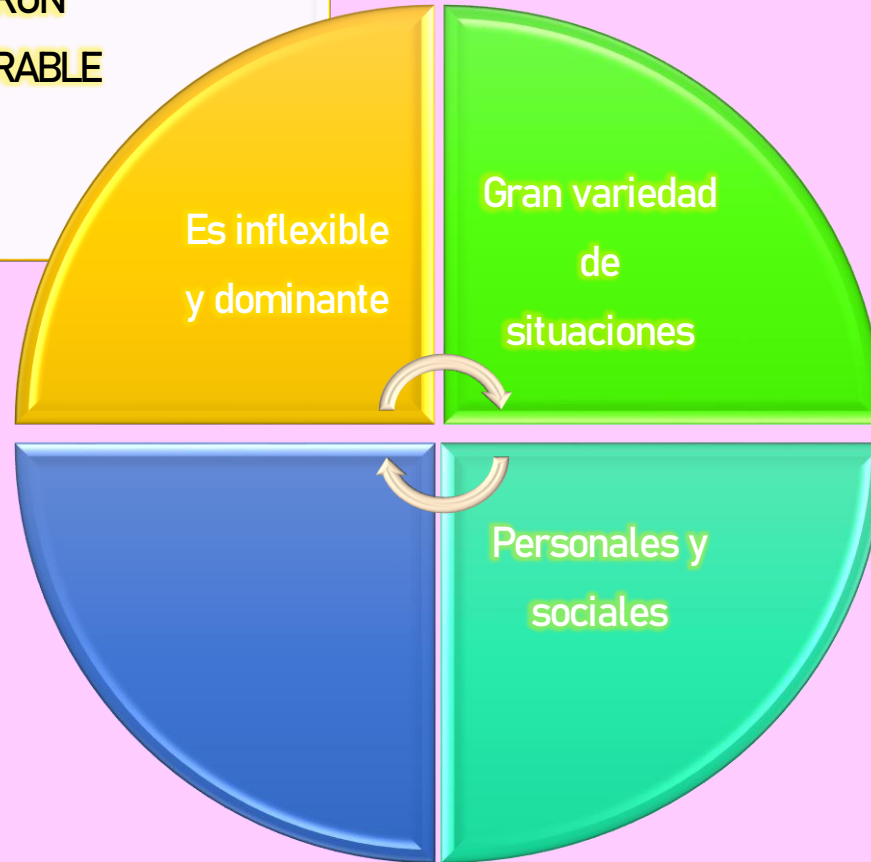 Es inflexible
y dominante
Gran variedad
de
situaciones
Personales y
sociales